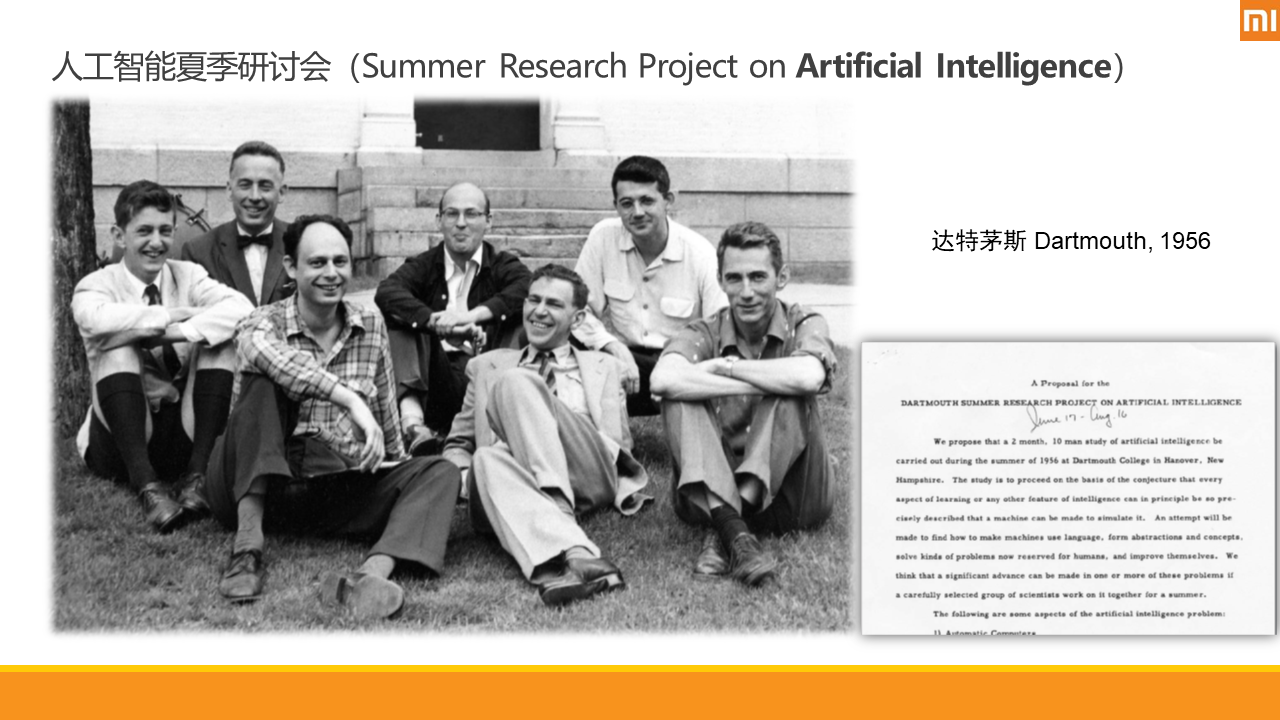 人工智能夏季研讨会（Summer Research Project on Artificial Intelligence）
达特茅斯 Dartmouth, 1956
A Proposal for the
DARTMOUTH SUMMER RESEARCH PROJECT ON ARTIFICIAL INTELLIGENCE
June 17 - Aug. 16
We propose that a 2 month, 10 man study of artificial intelligence be
carried out during the summer of 1956 at Dartmouth College in Hanover, New
Hampshire. The study is to proceed on the basis of the conjecture that every
aspect of learning or any other feature of intelligence can in principle be so pre-
cisely described that a machine can be made to simulate it. An attempt will be
made to find how to make machines use language, form abstractions and concepts,
solve kinds of problems now reserved for humans, and improve themselves. We
think that a significant advance can be made in one or more of these problems if
a carefully selected group of scientists work on it together for a summer.
The following are some aspects of the artificial intelligence problem:
1) Automatic Computers